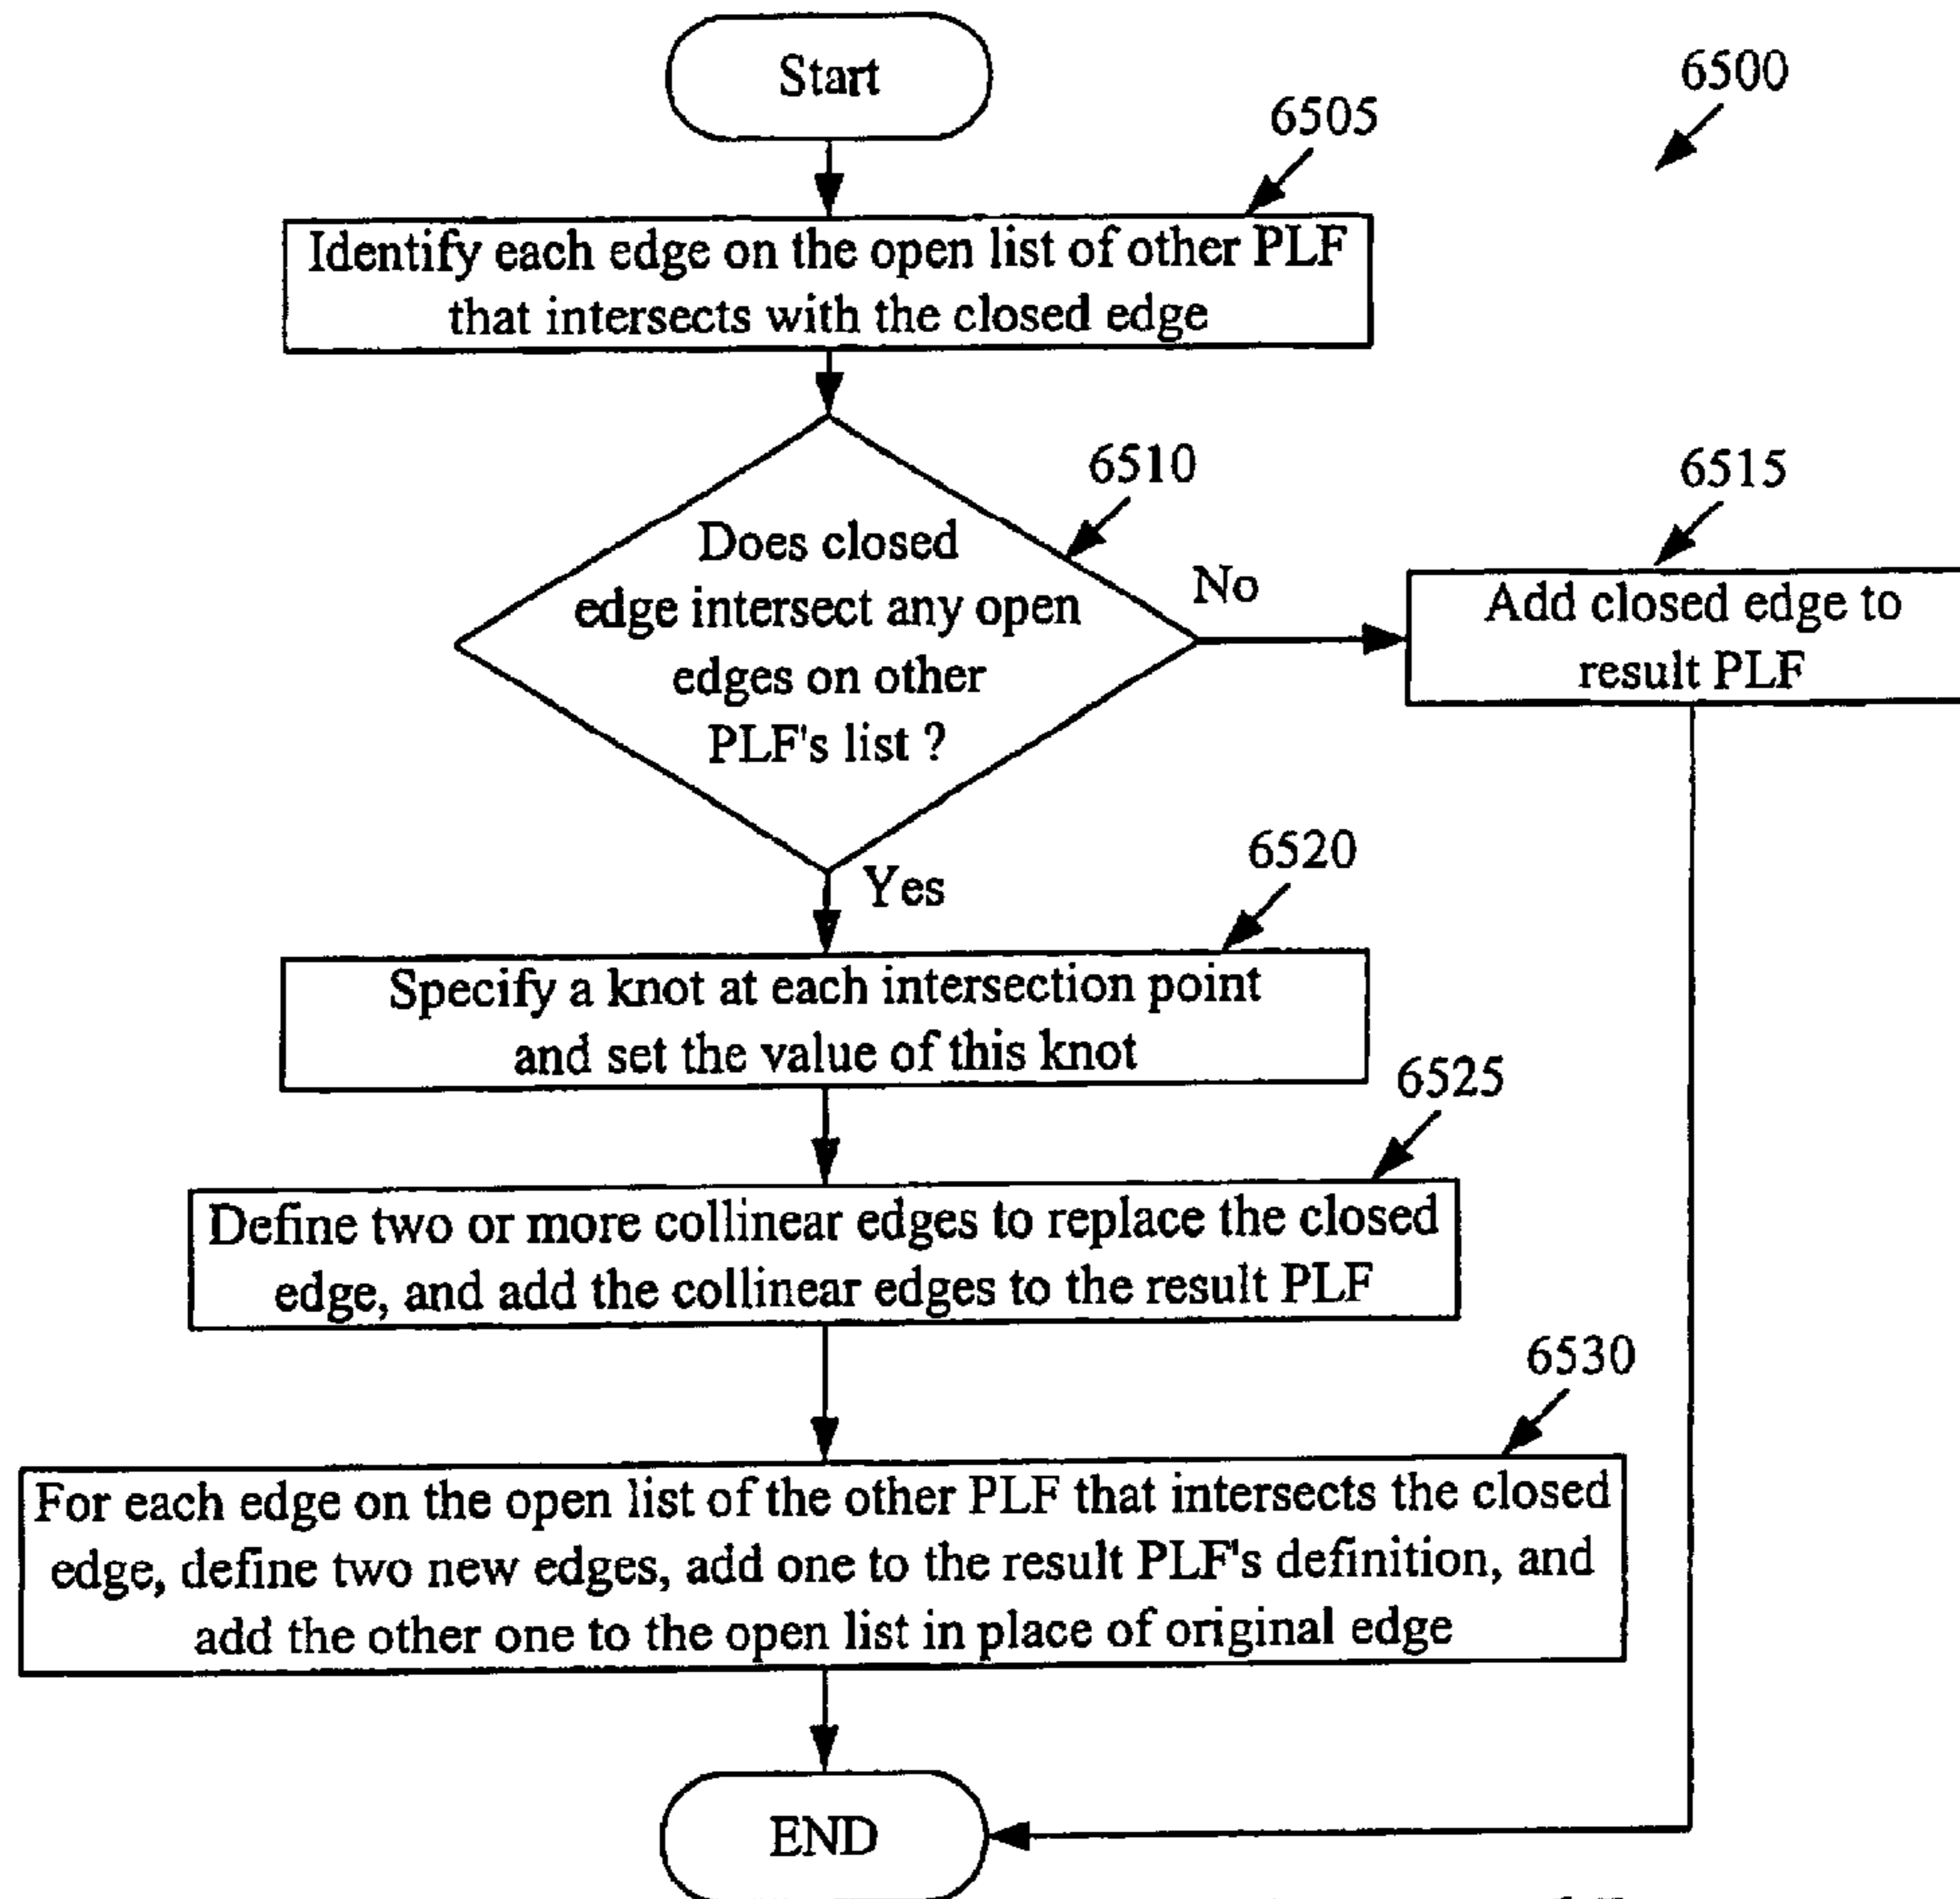 Start
6500
6505
Identify each edge on the open list of other PLF
that intersects with the closed edge
6510
Does closed
edge intersect any open
edges on other
PLF's list ?
No
6515
Add closed edge to
result PLF
Yes
6520
Specify a knot at each intersection point
and set the value of this knot
6525
Define two or more collinear edges to replace the closed
edge, and add the collinear edges to the result PLF
6530
For each edge on the open list of the other PLF that intersects the closed
edge, define two new edges, add one to the result PLF's definition, and
add the other one to the open list in place of original edge
END